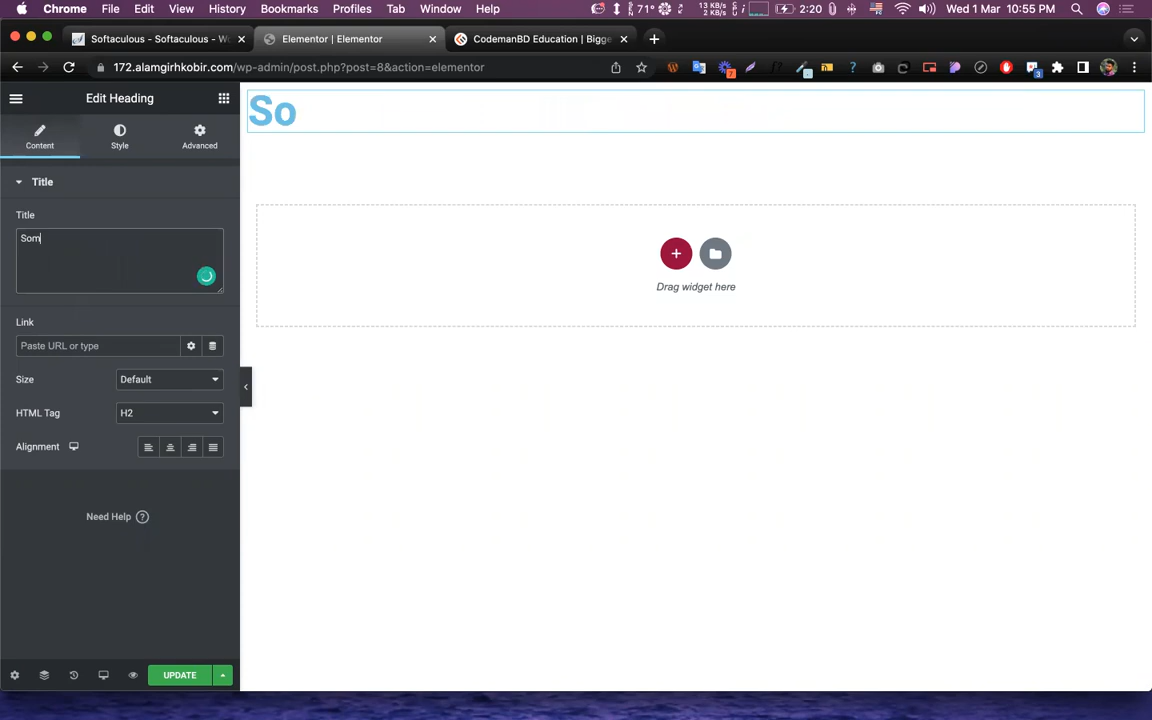 Chrome File Edit View Bookmarks Profiles Tab Window Help 71° 13 KB/s 2 KB/s 2:20 Wed 1 Mar 10:55 PM
Softaculous - Softaculous - Wo Elementor | Elementor CodemanBD Education | Bigge
172.alamgirhkobir.com/wp-admin/post.php?post=8&action=elementor
7
3
Edit Heading
So
Content Style Advanced
Title
Title
Som
Drag widget here
Link
Paste URL or type
Size Default
HTML Tag H2
Alignment
Need Help ?
UPDATE